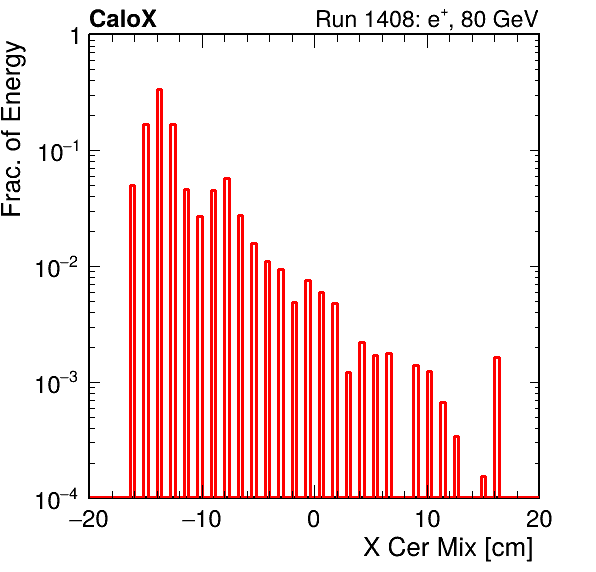 CaloX Run 1408: e⁺, 80 GeV
Frac. of Energy
1
10⁻¹
10⁻²
10⁻³
10⁻⁴
−20 −10 0 10 20
X Cer Mix [cm]